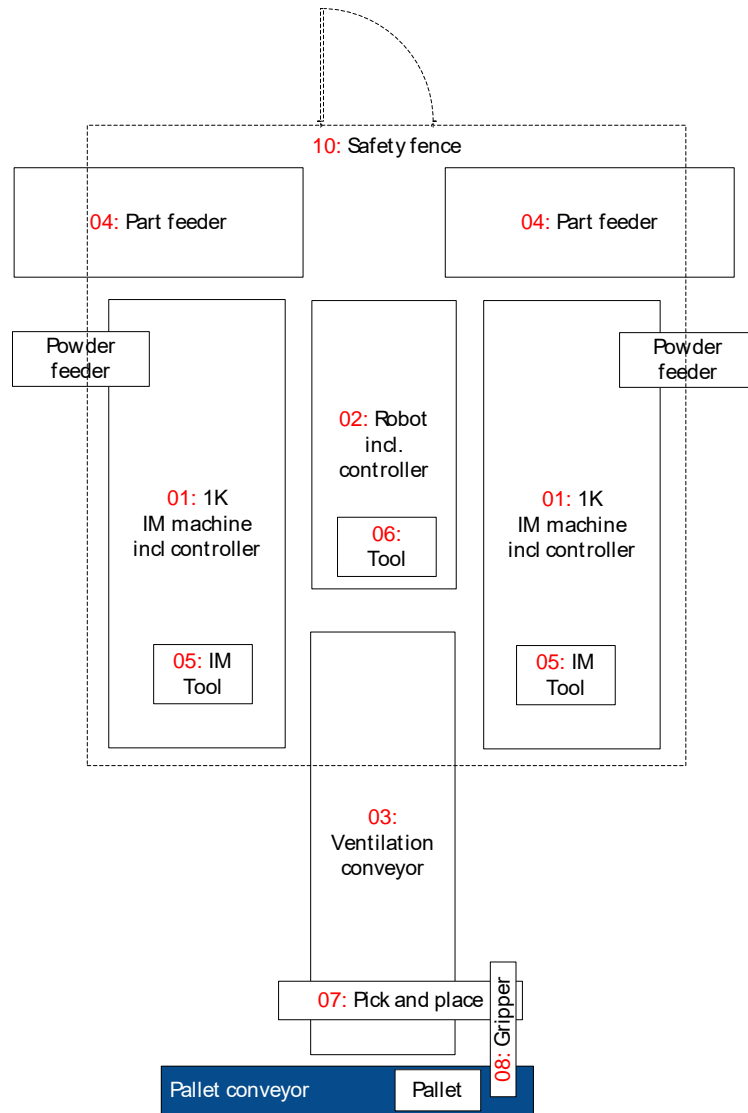 10: Safety fence
04: Part feeder
04: Part feeder
Powder
feeder
Powder
feeder
02: Robot
incl.
controller
01: 1K
IM machine
incl controller
01: 1K
IM machine
incl controller
06:
Tool
05: IM
Tool
05: IM
Tool
03:
Ventilation
conveyor
07: Pick and place
08: Gripper
Pallet conveyor
Pallet